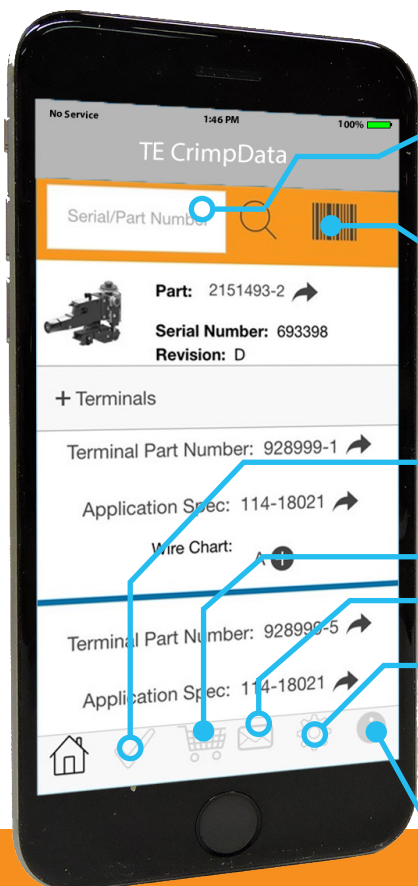 No Service 1:46 PM 100%
TE CrimpData
Serial/Part Number
Part: 2151493-2
Serial Number: 693398
Revision: D
+ Terminals
Terminal Part Number: 928999-1
Application Spec: 114-18021
Wire Chart: A
Terminal Part Number: 928999-5
Application Spec: 114-18021